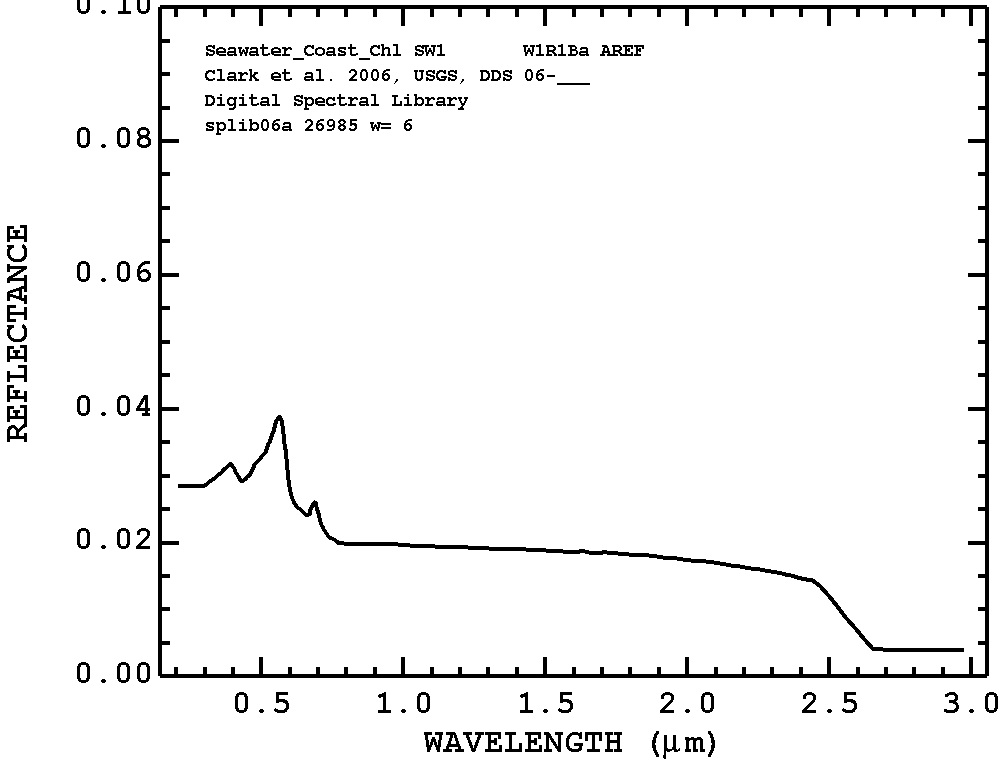 0.10
Seawater_Coast_Chl SW1 W1R1Ba AREF
Clark et al. 2006, USGS, DDS 06-___
Digital Spectral Library
splib06a 26985 w= 6
0.08
0.06
0.04
0.02
0.00
REFLECTANCE
0.5 1.0 1.5 2.0 2.5 3.0
WAVELENGTH (μm)